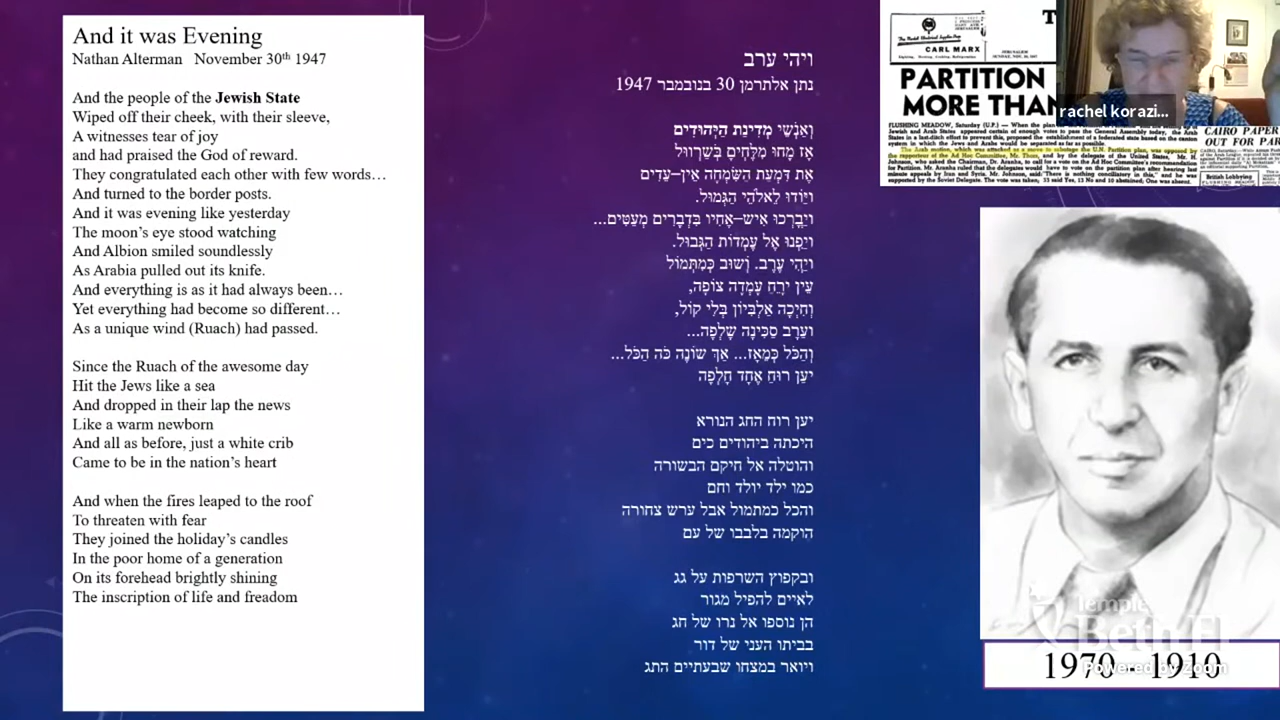 And it was Evening
Nathan Alterman November 30th 1947
And the people of the Jewish State
Wiped off their cheek, with their sleeve,
A witnesses tear of joy
and had praised the God of reward.
They congratulated each other with few words…
And turned to the border posts.
And it was evening like yesterday
The moon's eye stood watching
And Albion smiled soundlessly
As Arabia pulled out its knife.
And everything is as it had always been…
Yet everything had become so different…
As a unique wind (Ruach) had passed.
Since the Ruach of the awesome day
Hit the Jews like a sea
And dropped in their lap the news
Like a warm newborn
And all as before, just a white crib
Came to be in the nation's heart
And when the fires leaped to the roof
To threaten with fear
They joined the holiday's candles
In the poor home of a generation
On its forehead brightly shining
The inscription of life and freadom
ויהי ערב
נתן אלתרמן 30 בנובמבר 1947
וְאַנְשֵׁי מְדִינַת הַיְּהוּדִים
אָז מָחוּ מִלְּחָיַיִם בְּשַׁרְווּל
אֶת דִּמְעַת הַשִּׂמְחָה אֵין–עֵדִים
וַיּוֹדוּ לֵאלֹהֵי הַגְּמוּל.
וַיְבָרְכוּ אִישׁ–אָחִיו בִּדְבָרִים מְעַטִּים...
וַיִּפְנוּ אֶל עֲמְדוֹת הַגְּבוּל.
וַיְהִי עֶרֶב. וְשׁוּב כְּמִתְּמוֹל
עֵין יָרֵחַ עָמְדָה צוֹפָה,
וְחִיְּכָה אַלְבִּיוֹן בְּלִי קוֹל,
וַעֲרָב סַכִּינָהּ שָׁלְפָה...
וְהַכֹּל כְּמֵאָז... אַךְ שׁוֹנֶה כֹּה הַכֹּל...
יַעַן רוּחַ אֶחָד חָלְפָה
יען רוח החג הנורא
היכתה ביהודים כים
והוטלה אל חיקם הבשורה
כמו ילד יולד וחם
והכל כמתמול אבל ערש צחורה
הוקמה בלבבו של עם
ובקפוץ השרפות על גג
לאיים להפיל מגור
הן נוספו אל נרו של חג
בביתו העני של דור
ויואר במצחו שבעתיים התג
CARL MARX
PARTITION
MORE THAN
FLUSHING MEADOW, Saturday (U.P.)
CAIRO PAPER
OUT FOR PAR
British Lobbying
rachel korazi...
Temple
Beth El
Powered by Zoom
1970 - 1910